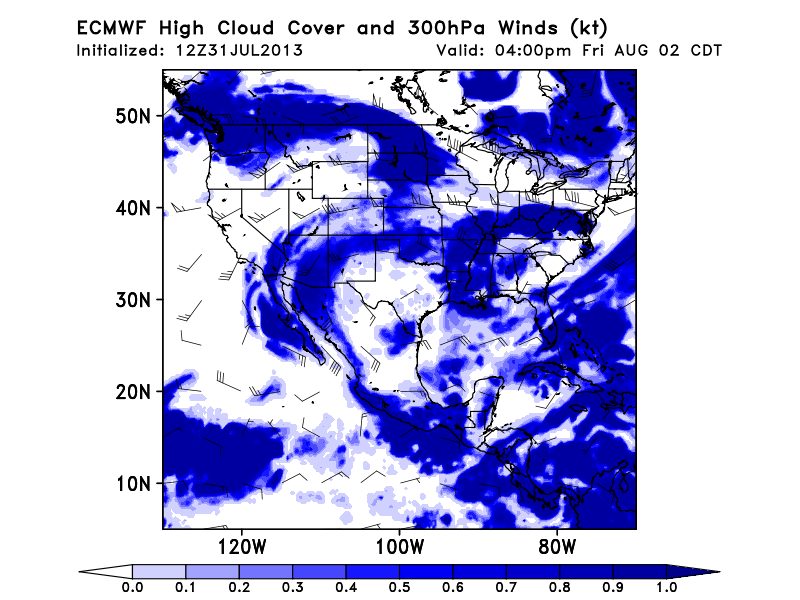 ECMWF High Cloud Cover and 300hPa Winds (kt)
Initialized: 12Z31JUL2013 Valid: 04:00pm Fri AUG 02 CDT
50N
40N
30N
20N
10N
120W 100W 80W
0.0 0.1 0.2 0.3 0.4 0.5 0.6 0.7 0.8 0.9 1.0